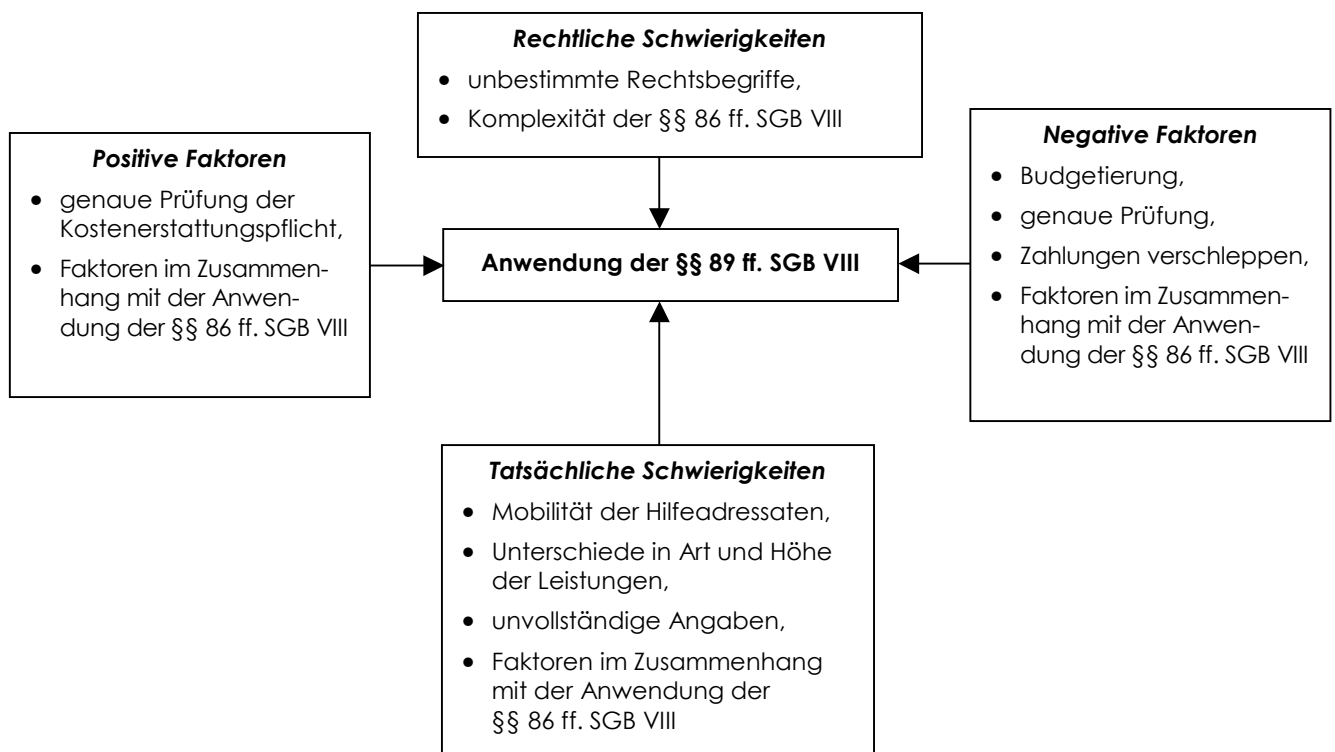 Rechtliche Schwierigkeiten
• unbestimmte Rechtsbegriffe,
• Komplexität der §§ 86 ff. SGB VIII
Positive Faktoren
• genaue Prüfung der
Kostenerstattungspflicht,
• Faktoren im Zusammen-
hang mit der Anwen-
dung der §§ 86 ff. SGB VIII
Anwendung der §§ 89 ff. SGB VIII
Negative Faktoren
• Budgetierung,
• genaue Prüfung,
• Zahlungen verschleppen,
• Faktoren im Zusammen-
hang mit der Anwen-
dung der §§ 86 ff. SGB VIII
Tatsächliche Schwierigkeiten
• Mobilität der Hilfeadressaten,
• Unterschiede in Art und Höhe
der Leistungen,
• unvollständige Angaben,
• Faktoren im Zusammenhang
mit der Anwendung der
§§ 86 ff. SGB VIII